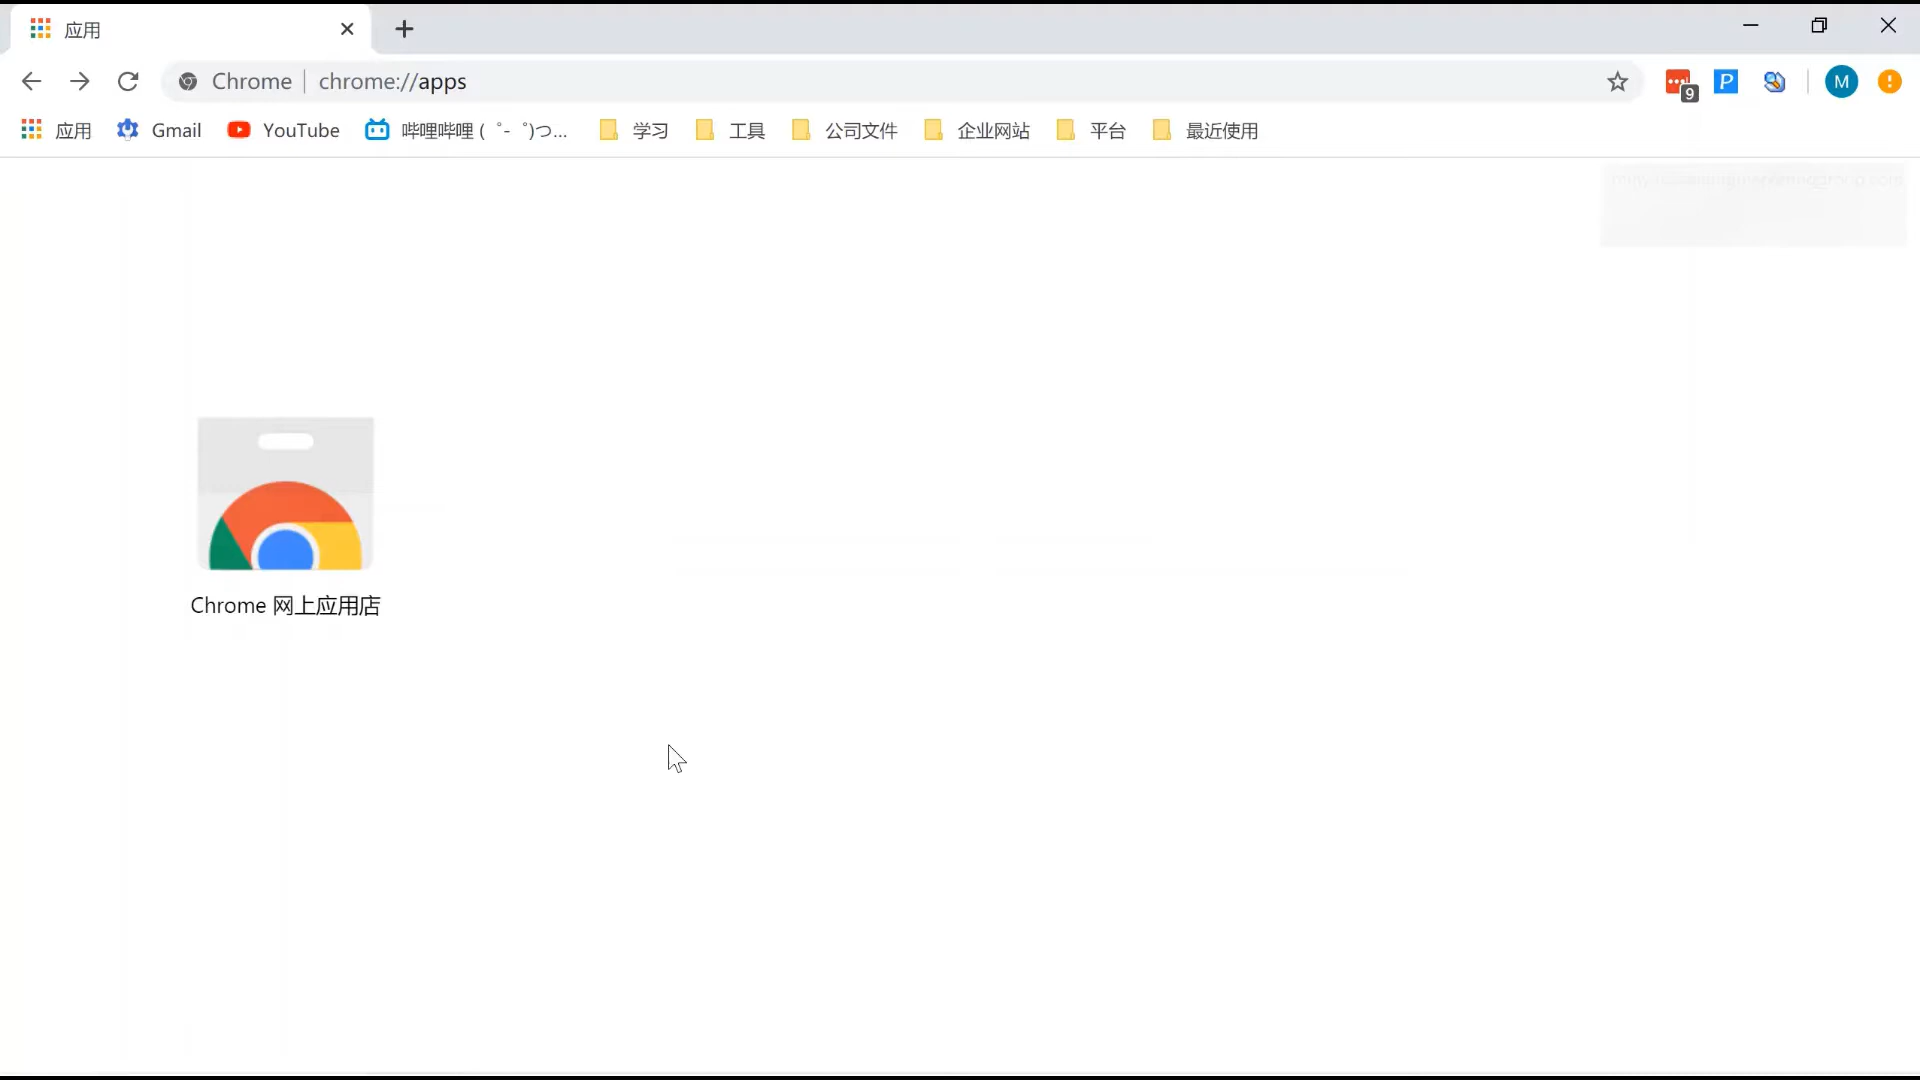 应用
Chrome | chrome://apps
9
P
M
应用 Gmail YouTube 哔哩哔哩 ( ゜- ゜)つ... 学习 工具 公司文件 企业网站 平台 最近使用
Chrome 网上应用店